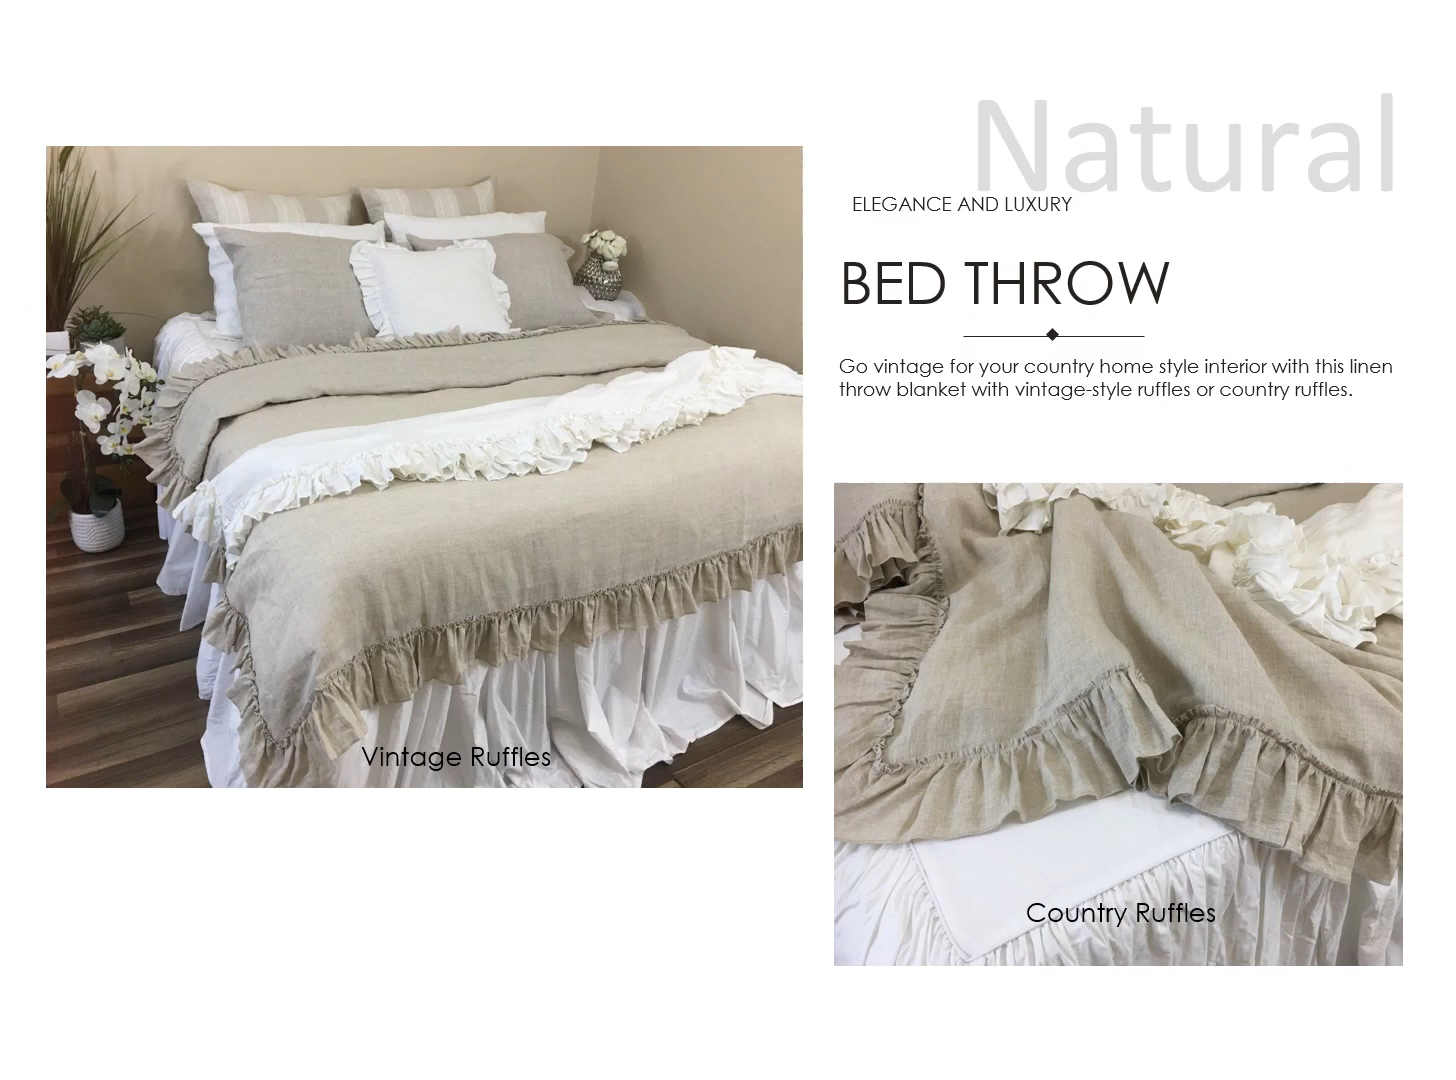 Natural
ELEGANCE AND LUXURY
BED THROW
Go vintage for your country home style interior with this linen
throw blanket with vintage-style ruffles or country ruffles.
Vintage Ruffles
Country Ruffles